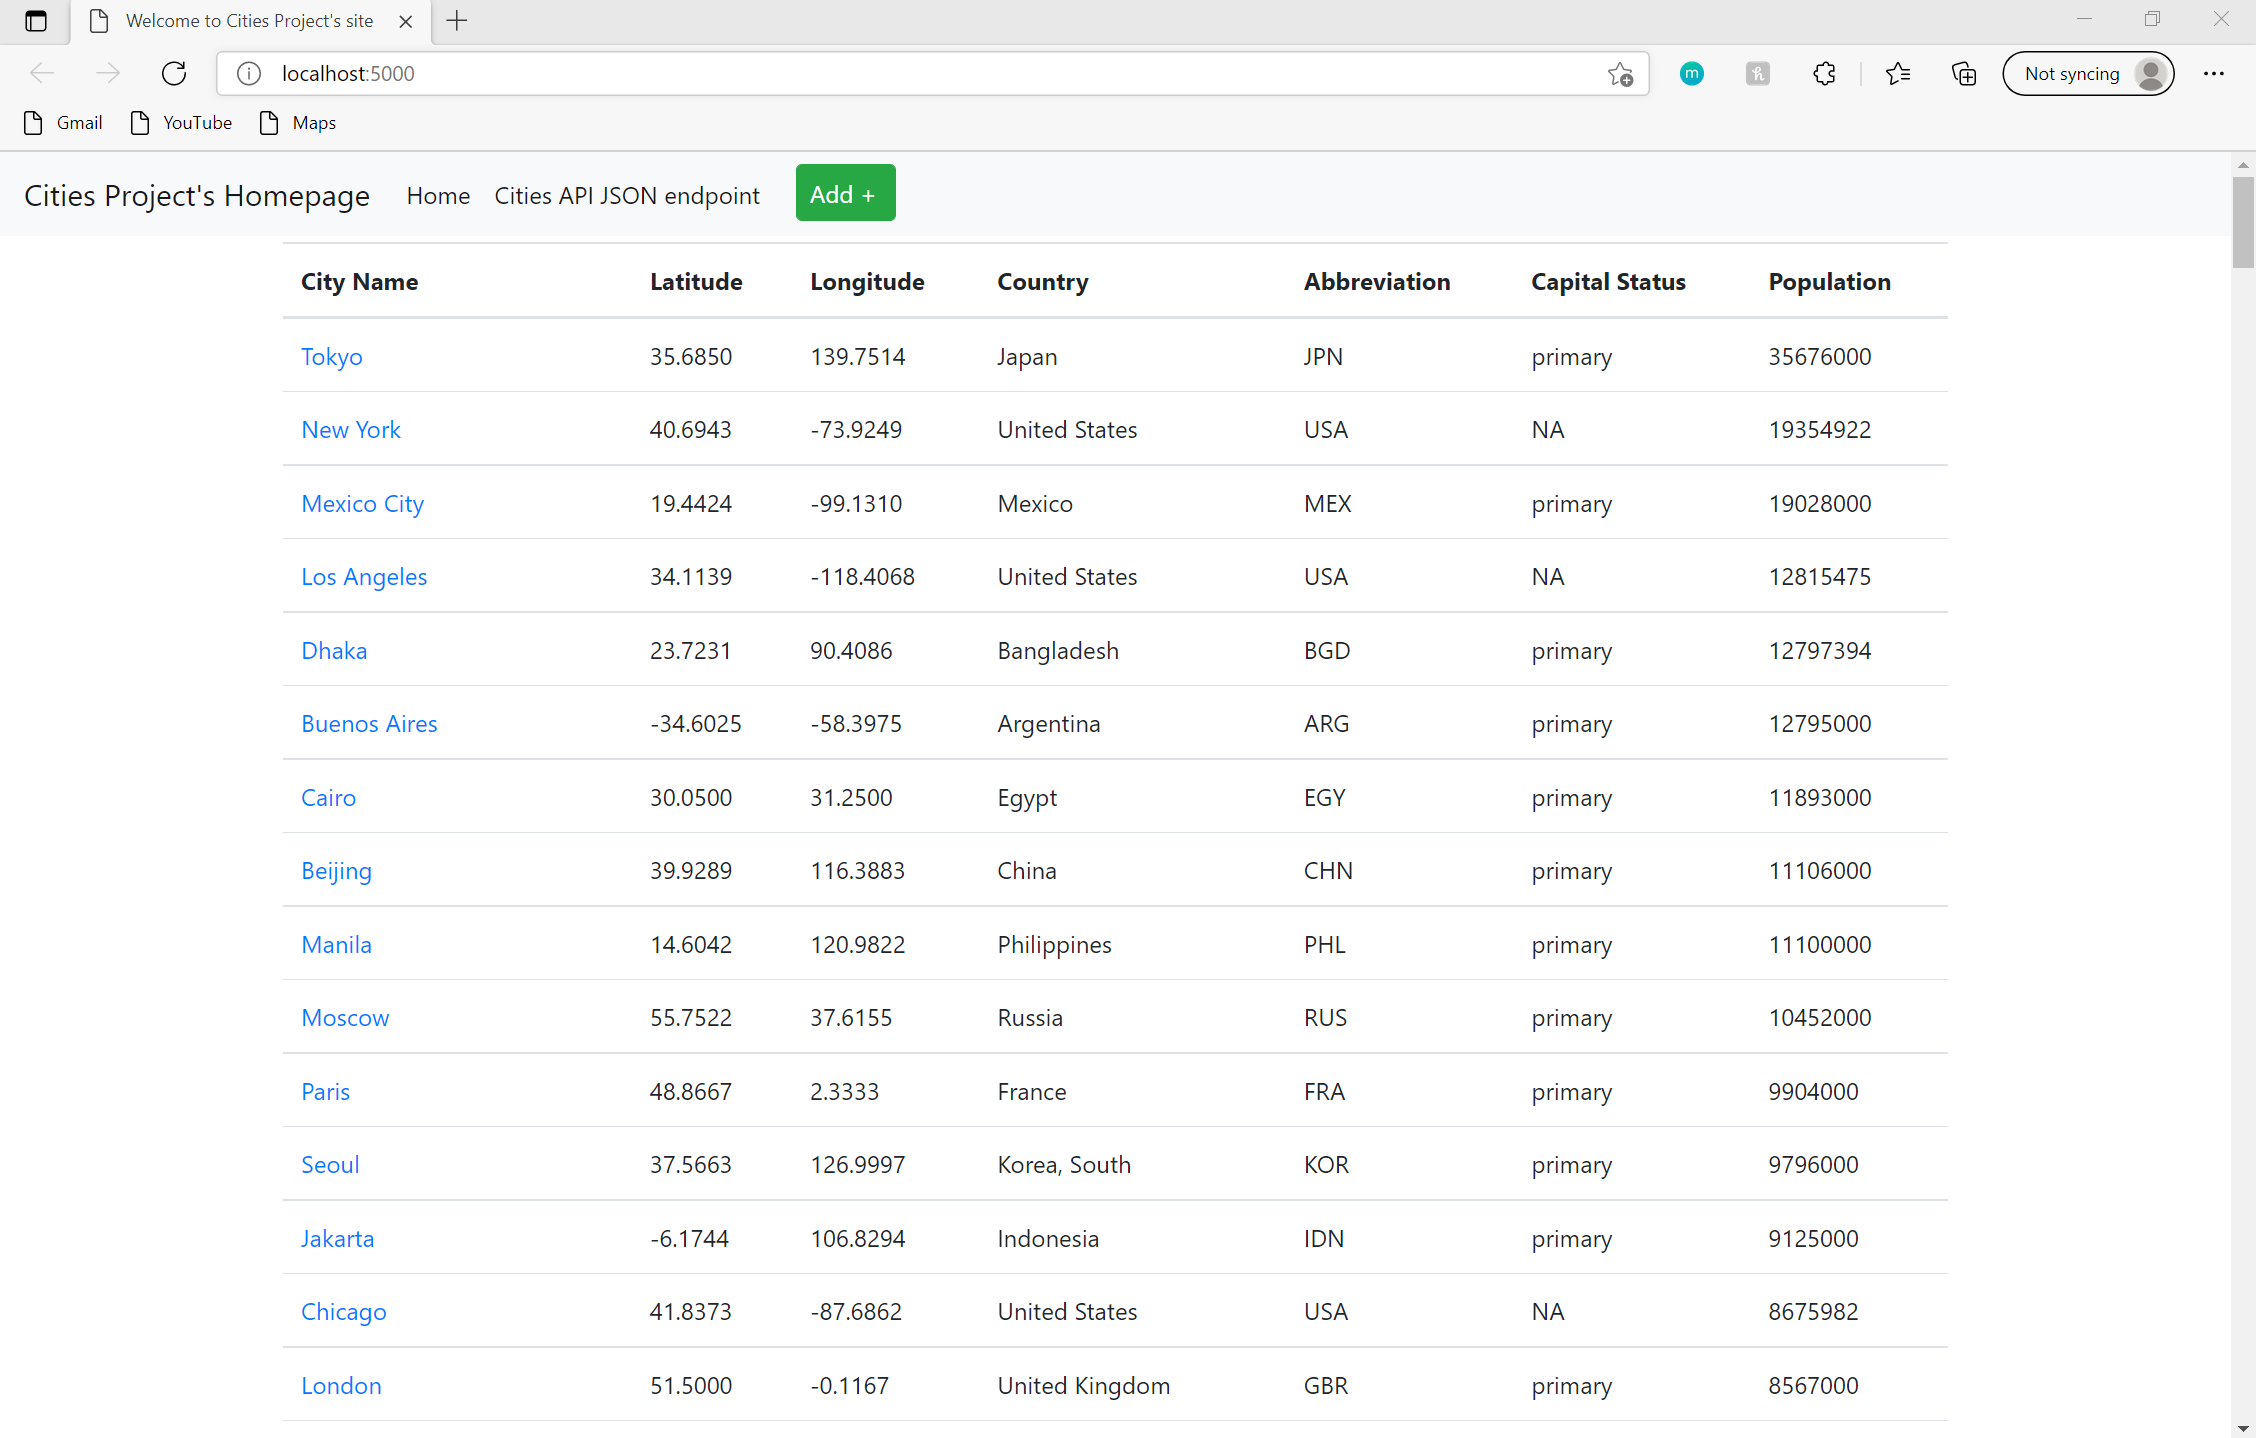 Welcome to Cities Project's site
localhost:5000
m
h
Not syncing
Gmail YouTube Maps
Cities Project's Homepage Home Cities API JSON endpoint Add +
City Name Latitude Longitude Country Abbreviation Capital Status Population
Tokyo 35.6850 139.7514 Japan JPN primary 35676000
New York 40.6943 -73.9249 United States USA NA 19354922
Mexico City 19.4424 -99.1310 Mexico MEX primary 19028000
Los Angeles 34.1139 -118.4068 United States USA NA 12815475
Dhaka 23.7231 90.4086 Bangladesh BGD primary 12797394
Buenos Aires -34.6025 -58.3975 Argentina ARG primary 12795000
Cairo 30.0500 31.2500 Egypt EGY primary 11893000
Beijing 39.9289 116.3883 China CHN primary 11106000
Manila 14.6042 120.9822 Philippines PHL primary 11100000
Moscow 55.7522 37.6155 Russia RUS primary 10452000
Paris 48.8667 2.3333 France FRA primary 9904000
Seoul 37.5663 126.9997 Korea, South KOR primary 9796000
Jakarta -6.1744 106.8294 Indonesia IDN primary 9125000
Chicago 41.8373 -87.6862 United States USA NA 8675982
London 51.5000 -0.1167 United Kingdom GBR primary 8567000